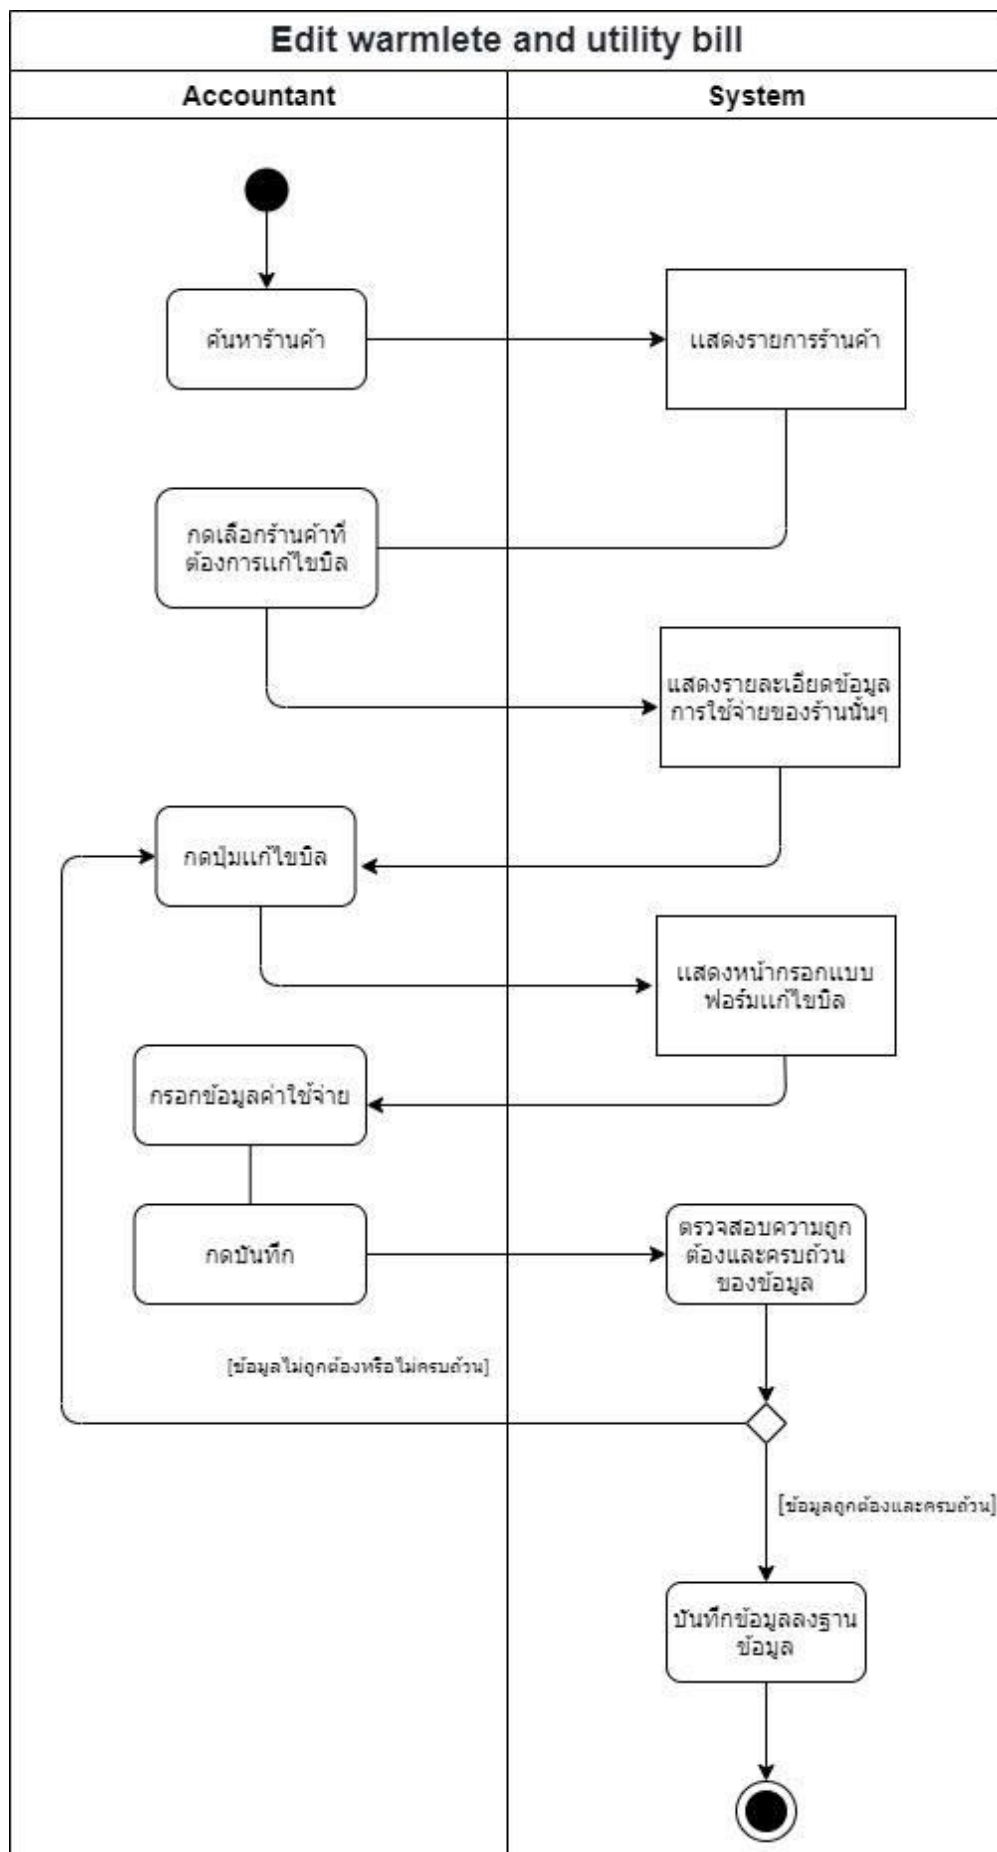 Edit warmlete and utility bill
Accountant
System
ค้นหาร้านค้า
แสดงรายการร้านค้า
กดเลือกร้านค้าที่
ต้องการแก้ไขบิล
แสดงรายละเอียดข้อมูล
การใช้จ่ายของร้านนั้นๆ
กดปุ่มแก้ไขบิล
แสดงหน้ากรอกแบบ
ฟอร์มแก้ไขบิล
กรอกข้อมูลค่าใช้จ่าย
กดบันทึก
ตรวจสอบความถูก
ต้องและครบถ้วน
ของข้อมูล
[ข้อมูลไม่ถูกต้องหรือไม่ครบถ้วน]
[ข้อมูลถูกต้องและครบถ้วน]
บันทึกข้อมูลลงฐาน
ข้อมูล